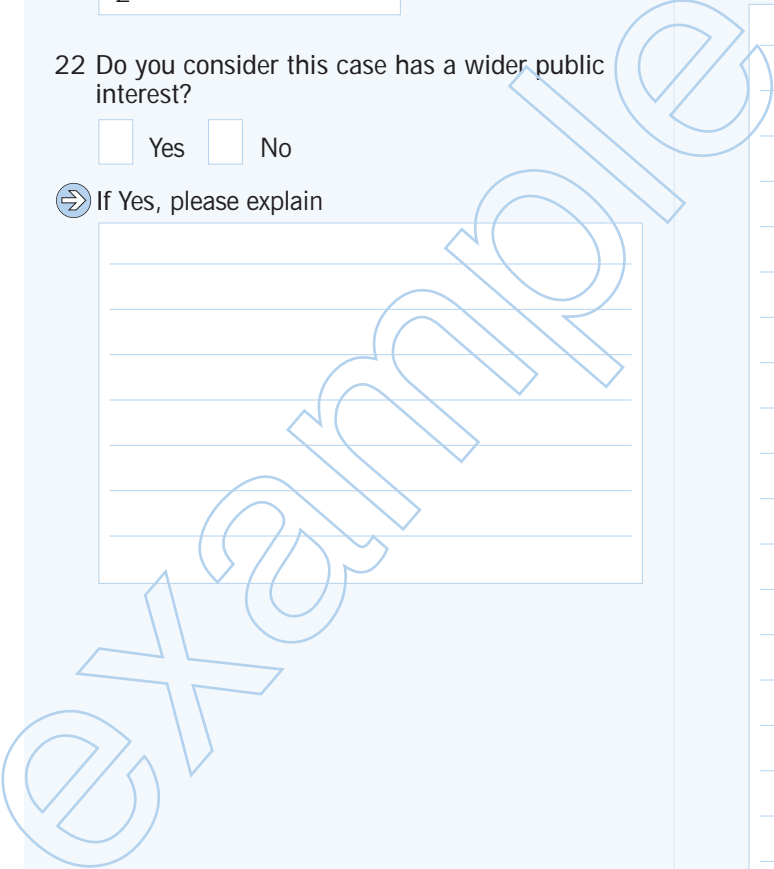 22 Do you consider this case has a wider public
interest?
Yes No
If Yes, please explain
example